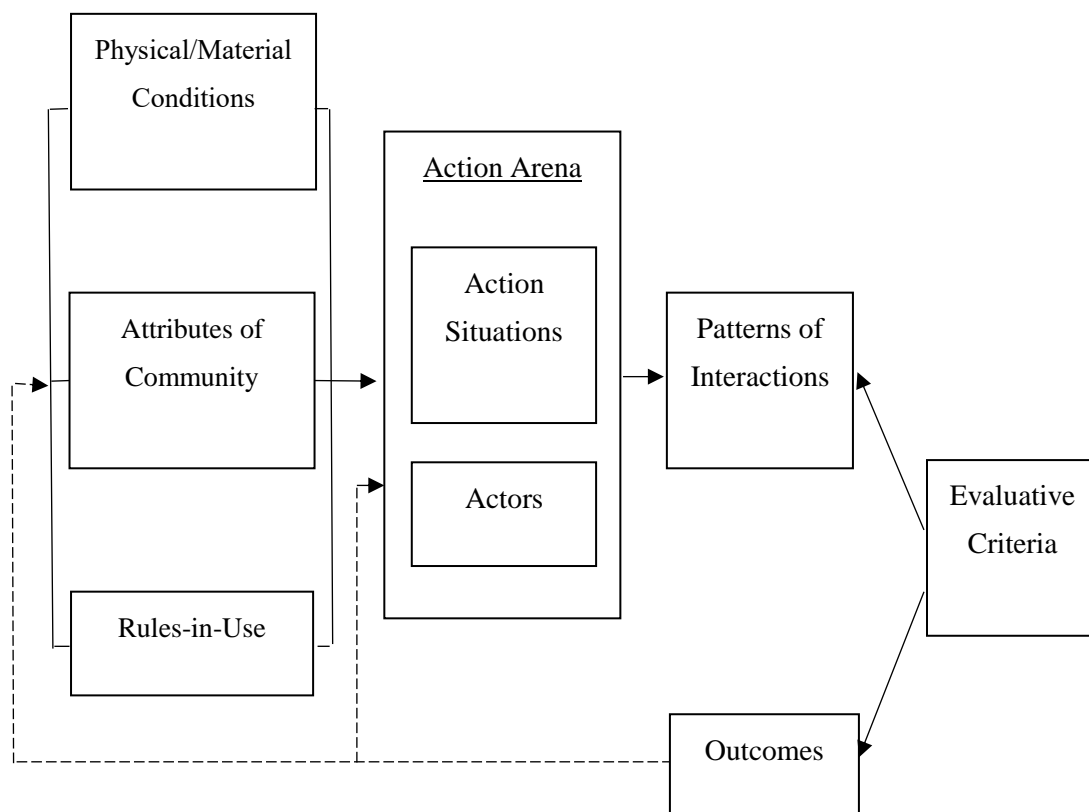 Physical/Material
Conditions
Action Arena
Action
Situations
Attributes of
Community
Patterns of
Interactions
Actors
Evaluative
Criteria
Rules-in-Use
Outcomes